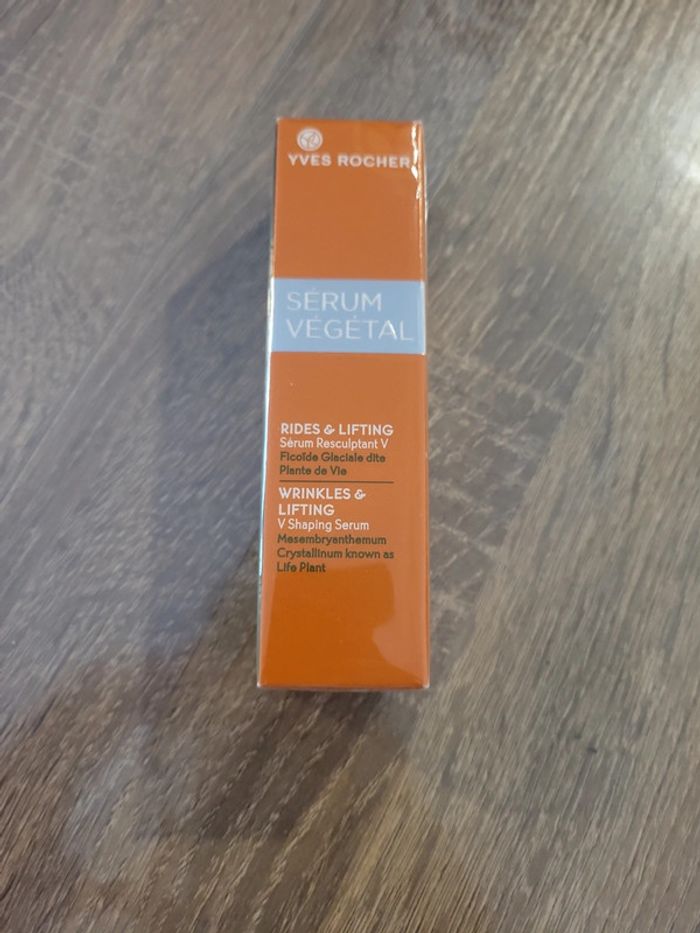 YVES ROCHER
SÉRUM
VÉGÉTAL
RIDES & LIFTING
Sérum Resculptant V
Ficoïde Glaciale dite
Plante de Vie
WRINKLES &
LIFTING
V Shaping Serum
Mesembryanthemum
Crystallinum known as
Life Plant